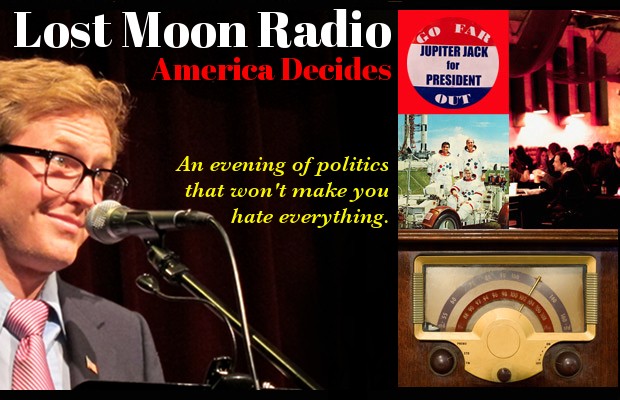 Lost Moon Radio
America Decides
An evening of politics
that won't make you
hate everything.
GO FAR
JUPITER JACK
for
PRESIDENT
OUT